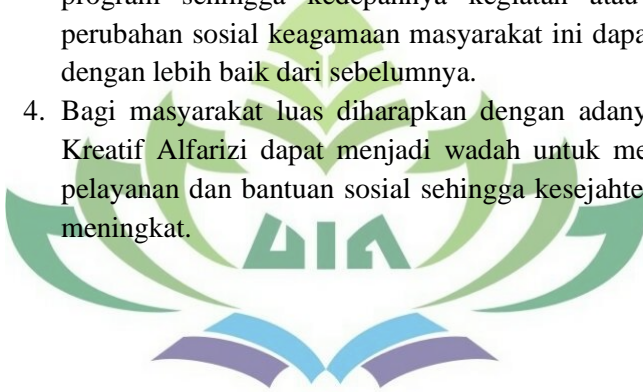 program sehingga kedepannya kegiatan atau
perubahan sosial keagamaan masyarakat ini dapa
dengan lebih baik dari sebelumnya.
4. Bagi masyarakat luas diharapkan dengan adany
Kreatif Alfarizi dapat menjadi wadah untuk me
pelayanan dan bantuan sosial sehingga kesejahte
meningkat.
UIN